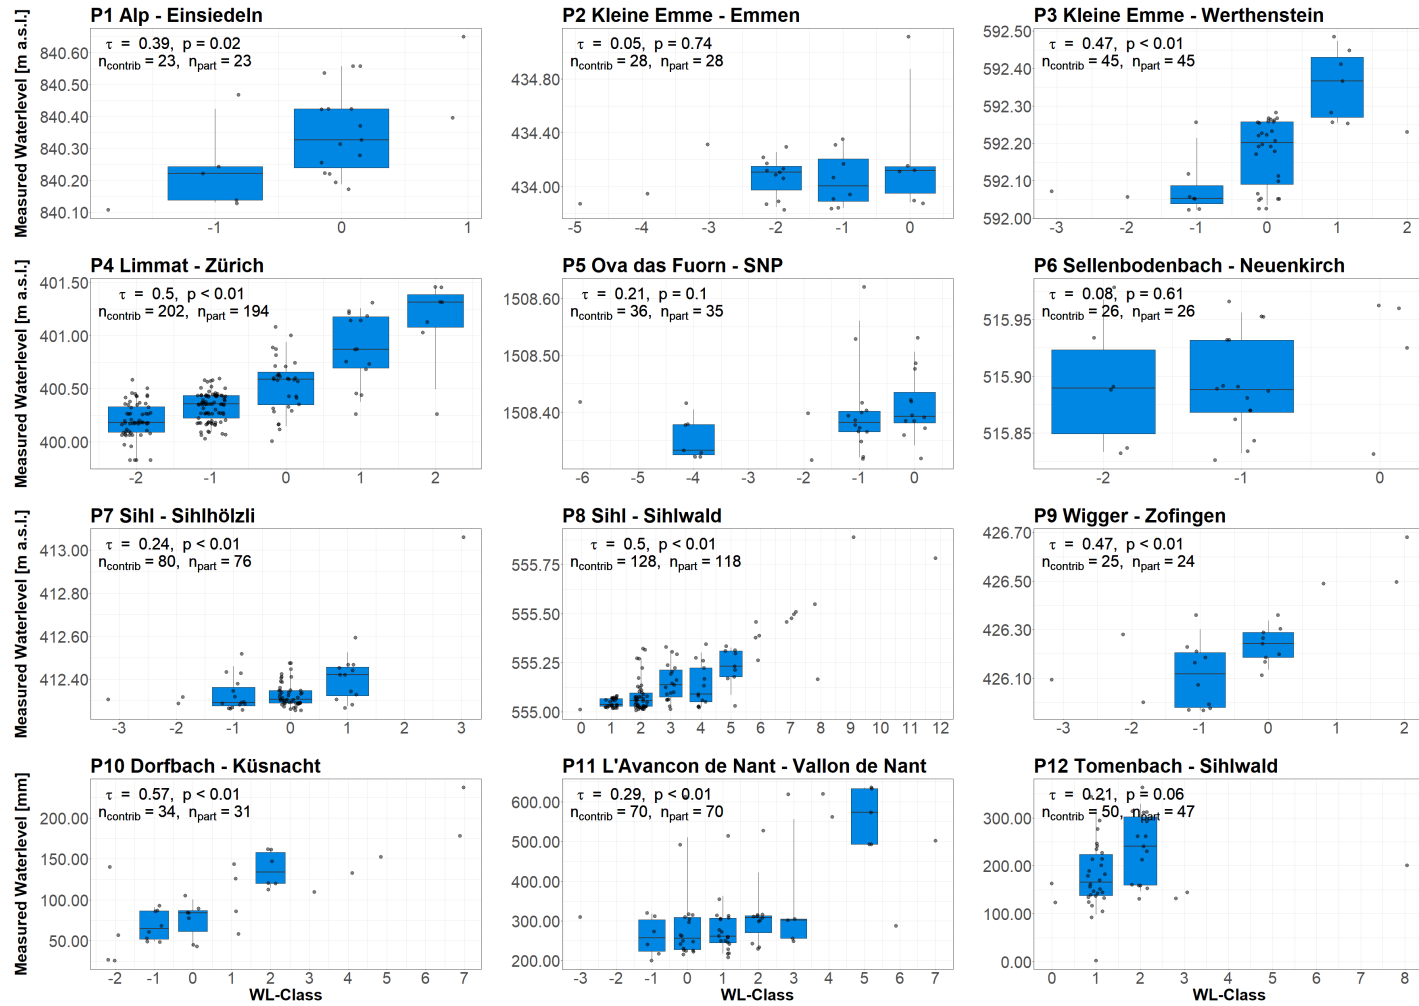 P1 Alp - Einsiedeln
P2 Kleine Emme - Emmen
P3 Kleine Emme - Werthenstein
Measured Waterlevel [m a.s.l.]
τ = 0.39, p = 0.02
ncontrib = 23, npart = 23
840.60
840.50
840.40
840.30
840.20
840.10
-1 0 1
τ = 0.05, p = 0.74
ncontrib = 28, npart = 28
434.80
434.40
434.00
-5 -4 -3 -2 -1 0
τ = 0.47, p < 0.01
ncontrib = 45, npart = 45
592.50
592.40
592.30
592.20
592.10
592.00
-3 -2 -1 0 1 2
P4 Limmat - Zürich
P5 Ova das Fuorn - SNP
P6 Sellenbodenbach - Neuenkirch
Measured Waterlevel [m a.s.l.]
τ = 0.5, p < 0.01
ncontrib = 202, npart = 194
401.50
401.00
400.50
400.00
-2 -1 0 1 2
τ = 0.21, p = 0.1
ncontrib = 36, npart = 35
1508.60
1508.50
1508.40
-6 -5 -4 -3 -2 -1 0
τ = 0.08, p = 0.61
ncontrib = 26, npart = 26
515.95
515.90
515.85
-2 -1 0
P7 Sihl - Sihlhölzli
P8 Sihl - Sihlwald
P9 Wigger - Zofingen
Measured Waterlevel [m a.s.l.]
τ = 0.24, p < 0.01
ncontrib = 80, npart = 76
413.00
412.80
412.60
412.40
-3 -2 -1 0 1 2 3
τ = 0.5, p < 0.01
ncontrib = 128, npart = 118
555.75
555.50
555.25
555.00
0 1 2 3 4 5 6 7 8 9 10 11 12
τ = 0.47, p < 0.01
ncontrib = 25, npart = 24
426.70
426.50
426.30
426.10
-3 -2 -1 0 1 2
P10 Dorfbach - Küsnacht
P11 L'Avancon de Nant - Vallon de Nant
P12 Tomenbach - Sihlwald
Measured Waterlevel [mm]
τ = 0.57, p < 0.01
ncontrib = 34, npart = 31
200.00
150.00
100.00
50.00
-2 -1 0 1 2 3 4 5 6 7
WL-Class
τ = 0.29, p < 0.01
ncontrib = 70, npart = 70
600.00
500.00
400.00
300.00
200.00
-3 -2 -1 0 1 2 3 4 5 6 7
WL-Class
τ = 0.21, p = 0.06
ncontrib = 50, npart = 47
300.00
200.00
100.00
0.00
0 1 2 3 4 5 6 7 8
WL-Class